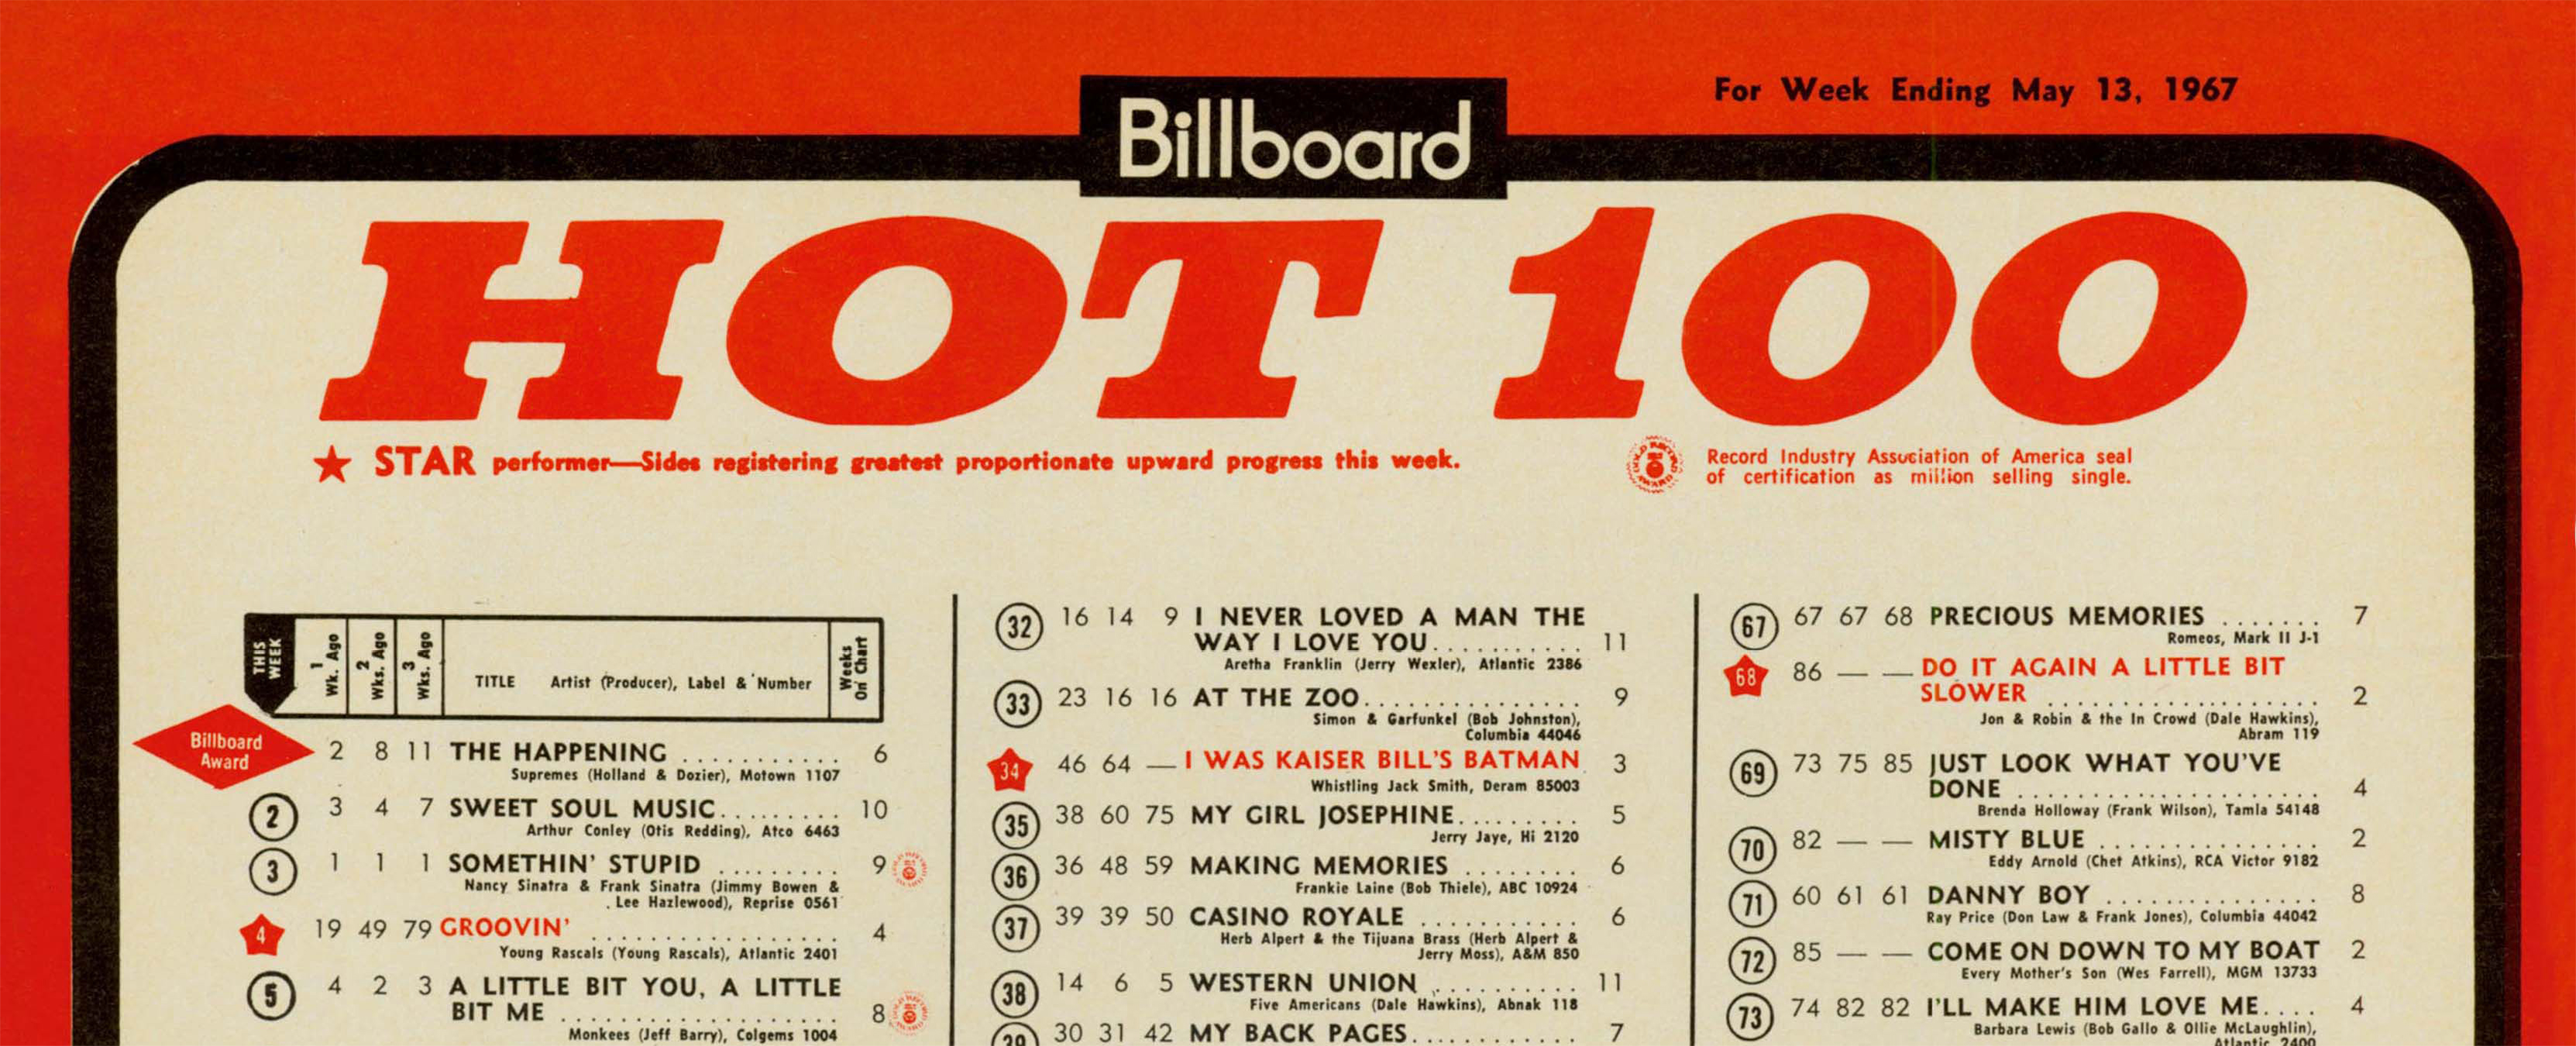 For Week Ending May 13, 1967
Billboard
HOT 100
★ STAR performer—Sides registering greatest proportionate upward progress this week.
Record Industry Association of America seal
of certification as million selling single.
THIS WEEK
1 Wk. Ago
2 Wks. Ago
3 Wks. Ago
TITLE Artist (Producer), Label & Number
Weeks On Chart
Billboard
Award
2 8 11 THE HAPPENING ........... 6
Supremes (Holland & Dozier), Motown 1107
2 3 4 7 SWEET SOUL MUSIC......... 10
Arthur Conley (Otis Redding), Atco 6463
3 1 1 1 SOMETHIN' STUPID ......... 9
Nancy Sinatra & Frank Sinatra (Jimmy Bowen &
Lee Hazlewood), Reprise 0561
4 19 49 79 GROOVIN' ................. 4
Young Rascals (Young Rascals), Atlantic 2401
5 4 2 3 A LITTLE BIT YOU, A LITTLE
BIT ME ................... 8
Monkees (Jeff Barry), Colgems 1004
32 16 14 9 I NEVER LOVED A MAN THE
WAY I LOVE YOU........... 11
Aretha Franklin (Jerry Wexler), Atlantic 2386
33 23 16 16 AT THE ZOO............... 9
Simon & Garfunkel (Bob Johnston),
Columbia 44046
34 46 64 — I WAS KAISER BILL'S BATMAN 3
Whistling Jack Smith, Deram 85003
35 38 60 75 MY GIRL JOSEPHINE......... 5
Jerry Jaye, Hi 2120
36 36 48 59 MAKING MEMORIES ........ 6
Frankie Laine (Bob Thiele), ABC 10924
37 39 39 50 CASINO ROYALE ........... 6
Herb Alpert & the Tijuana Brass (Herb Alpert &
Jerry Moss), A&M 850
38 14 6 5 WESTERN UNION .......... 11
Five Americans (Dale Hawkins), Abnak 118
39 30 31 42 MY BACK PAGES............ 7
67 67 67 68 PRECIOUS MEMORIES ....... 7
Romeos, Mark II J-1
68 86 — — DO IT AGAIN A LITTLE BIT
SLOWER .................. 2
Jon & Robin & the In Crowd (Dale Hawkins),
Abram 119
69 73 75 85 JUST LOOK WHAT YOU'VE
DONE ..................... 4
Brenda Holloway (Frank Wilson), Tamla 54148
70 82 — — MISTY BLUE ............... 2
Eddy Arnold (Chet Atkins), RCA Victor 9182
71 60 61 61 DANNY BOY ............... 8
Ray Price (Don Law & Frank Jones), Columbia 44042
72 85 — — COME ON DOWN TO MY BOAT 2
Every Mother's Son (Wes Farrell), MGM 13733
73 74 82 82 I'LL MAKE HIM LOVE ME.... 4
Barbara Lewis (Bob Gallo & Ollie McLaughlin),
Atlantic 2400